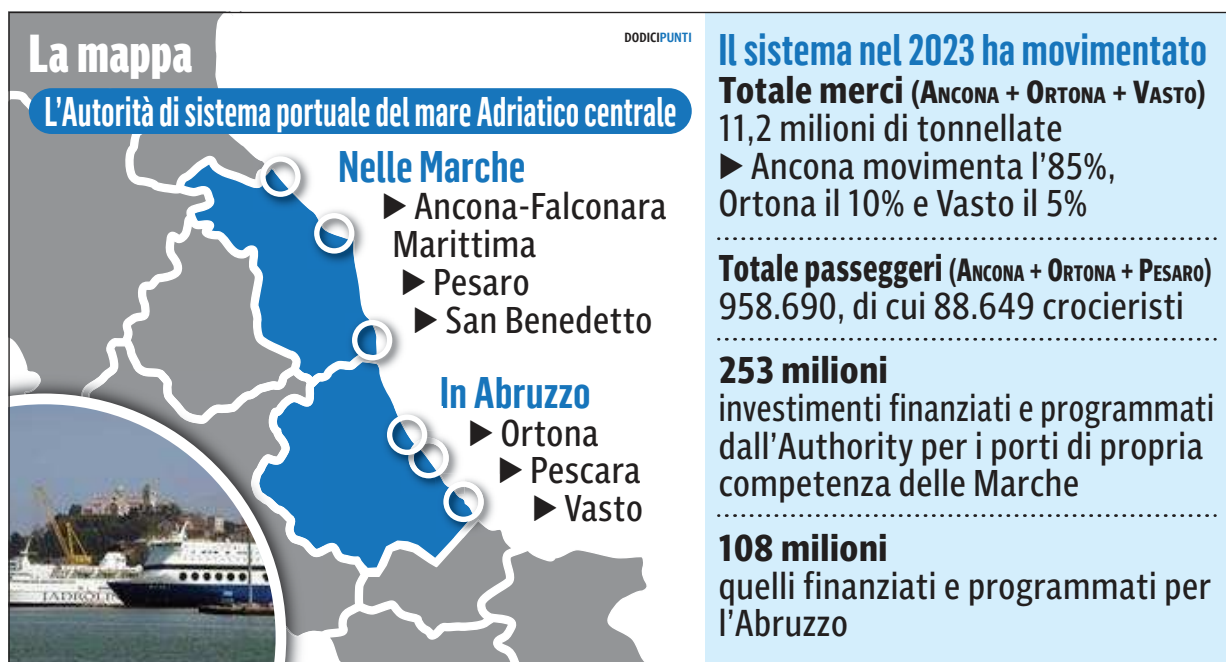 La mappa
DODICIPUNTI
L'Autorità di sistema portuale del mare Adriatico centrale
Nelle Marche
▶ Ancona-Falconara
Marittima
▶ Pesaro
▶ San Benedetto
In Abruzzo
▶ Ortona
▶ Pescara
▶ Vasto
Il sistema nel 2023 ha movimentato
Totale merci (ANCONA + ORTONA + VASTO)
11,2 milioni di tonnellate
▶ Ancona movimenta l'85%,
Ortona il 10% e Vasto il 5%
Totale passeggeri (ANCONA + ORTONA + PESARO)
958.690, di cui 88.649 crocieristi
253 milioni
investimenti finanziati e programmati
dall'Authority per i porti di propria
competenza delle Marche
108 milioni
quelli finanziati e programmati per
l'Abruzzo